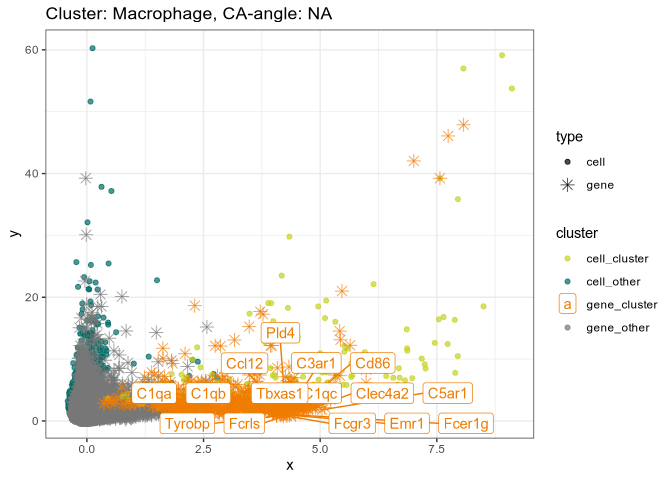 Cluster: Macrophage, CA-angle: NA
60
40
20
0
y
0.0
2.5
5.0
7.5
x
Pld4
Ccl12
C3ar1
Cd86
C1qa
C1qb
Tbxas1
C1qc
Clec4a2
C5ar1
Tyrobp
Fcrls
Fcgr3
Emr1
Fcer1g
type
cell
gene
cluster
cell_cluster
cell_other
a
gene_cluster
gene_other